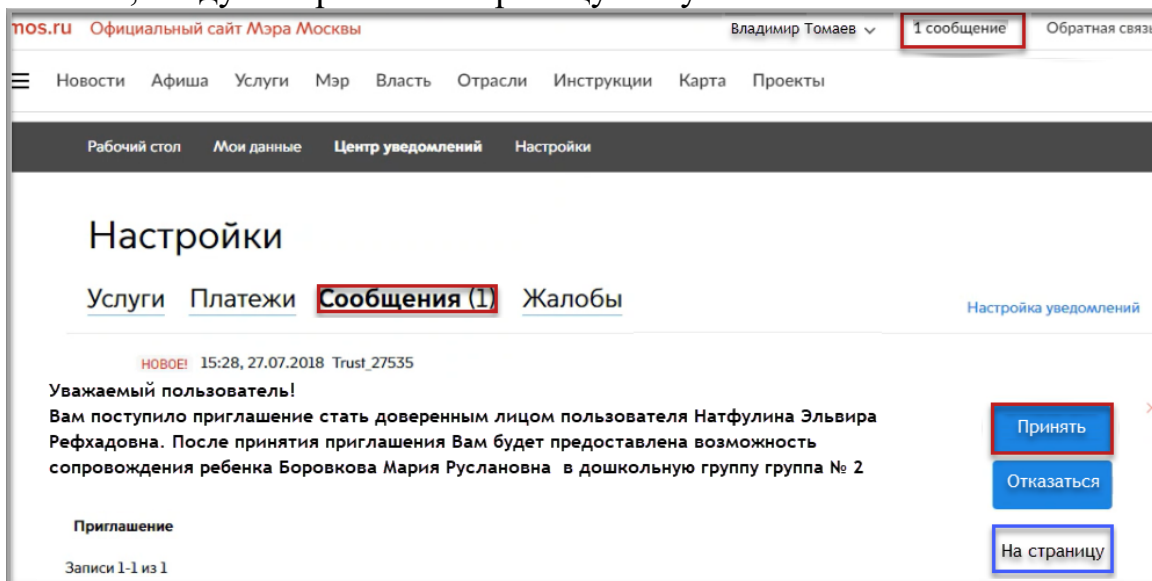 mos.ru Официальный сайт Мэра Москвы Владимир Томаев 1 сообщение Обратная связь
Новости Афиша Услуги Мэр Власть Отрасли Инструкции Карта Проекты
Рабочий стол Мои данные Центр уведомлений Настройки
Настройки
Услуги Платежи Сообщения (1) Жалобы
Настройка уведомлений
НОВОЕ! 15:28, 27.07.2018 Trust_27535
Уважаемый пользователь!
Вам поступило приглашение стать доверенным лицом пользователя Натфулина Эльвира
Рефхадовна. После принятия приглашения Вам будет предоставлена возможность
сопровождения ребенка Боровкова Мария Руслановна в дошкольную группу группа № 2
Принять
Отказаться
На страницу
Приглашение
Записи 1-1 из 1